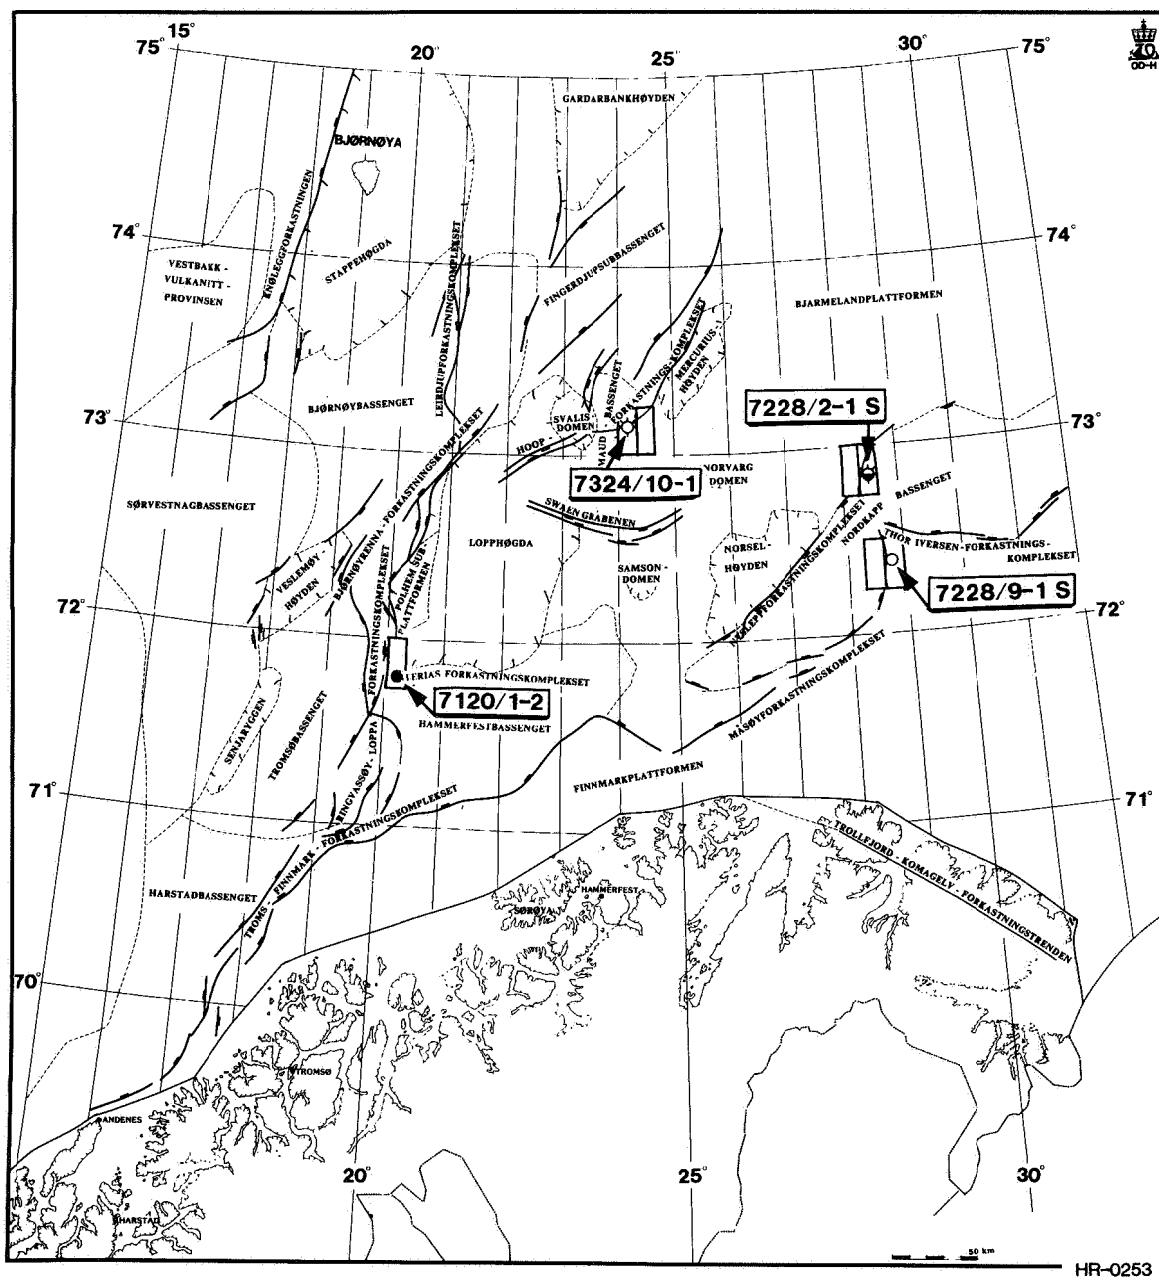 15°
75°
20°
25°
30°
75°
OD-H
GARDARBANKHØYDEN
BJØRNØYA
KNØLEGGFORKASTNINGEN
74°
74°
STAPPEHØGDA
VESTBAKK -
VULKANITT -
PROVINSEN
LEIRDJUPFORKASTNINGSKOMPLEKSET
FINGERDJUPSUBBASSENGET
BJARMELANDPLATTFORMEN
FORKASTNINGS-KOMPLEKSET
MERCURIUS-
HØYDEN
BJØRNØYBASSENGET
73°
73°
SVALIS
DOMEN
HOOP -
MAUD - BASSENGET
7228/2-1 S
7324/10-1
NORVARG
DOMEN
BASSENGET
NORDKAPP
SØRVESTNAGBASSENGET
SWAEN GRABENEN
LOPPHØGDA
NORSEL-
HØYDEN
SAMSON-
DOMEN
THOR IVERSEN-FORKASTNINGS-
KOMPLEKSET
BJØRNØYRENNA-FORKASTNINGSKOMPLEKSET
VESLEMØY-
HØYDEN
POLHEM SUB-
PLATTFORMEN
NYSLEPPFORKASTNINGSKOMPLEKSET
7228/9-1 S
72°
72°
TERIAS FORKASTNINGSKOMPLEKSET
7120/1-2
HAMMERFESTBASSENGET
MÅSØYFORKASTNINGSKOMPLEKSET
SENJARYGGEN
TROMSØBASSENGET
RINGVASSØY-LOPPA FORKASTNINGSKOMPLEKSET
FINNMARKPLATTFORMEN
71°
71°
TROMS - FINNMARK - FORKASTNINGSKOMPLEKSET
TROLLFJORD - KOMAGELV - FORKASTNINGSTRENDEN
HARSTADBASSENGET
HAMMERFEST
SØRØYA
70°
TROMSØ
ANDENES
20°
25°
30°
HARSTAD
50 km
HR-0253